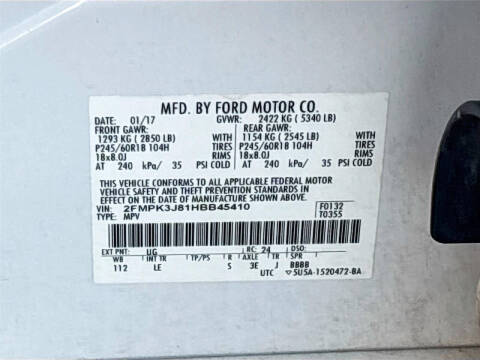 MFD. BY FORD MOTOR CO.
DATE: 01/17 GVWR: 2422 KG ( 5340 LB)
FRONT GAWR: REAR GAWR:
1293 KG ( 2850 LB) WITH 1154 KG ( 2545 LB) WITH
P245/60R18 104H TIRES P245/60R18 104H TIRES
18x8.0J RIMS 18x8.0J RIMS
AT 240 kPa/ 35 PSI COLD AT 240 kPa/ 35 PSI COLD
THIS VEHICLE CONFORMS TO ALL APPLICABLE FEDERAL MOTOR
VEHICLE SAFETY AND THEFT PREVENTION STANDARDS IN
EFFECT ON THE DATE OF MANUFACTURE SHOWN ABOVE.
VIN: 2FMPK3J81HBB45410 F0132
TYPE: MPV T0355
EXT PNT: UG RC: 24 DSO:
WB INT TR TP/PS R AXLE TR SPR
112 LE S 3E J BBBB
UTC 5U5A-1520472-BA